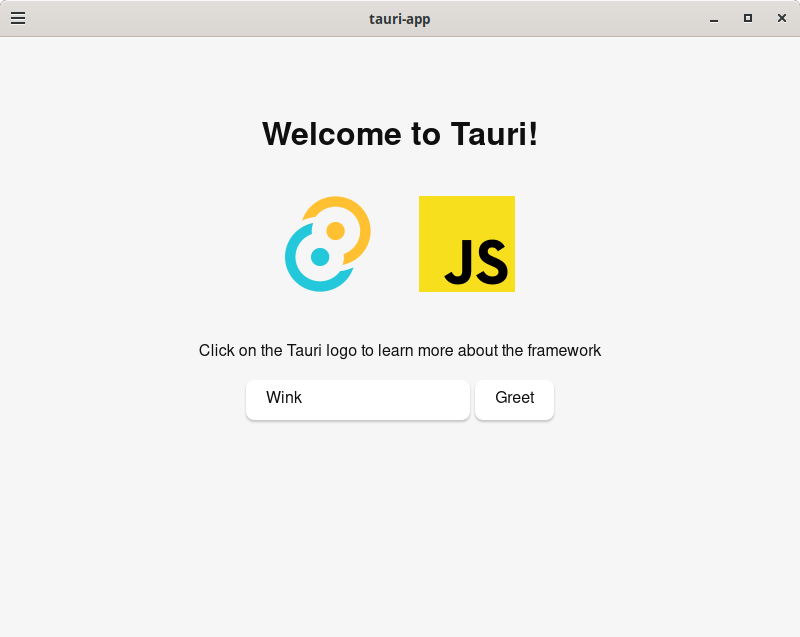 tauri-app
Welcome to Tauri!
JS
Click on the Tauri logo to learn more about the framework
Wink
Greet